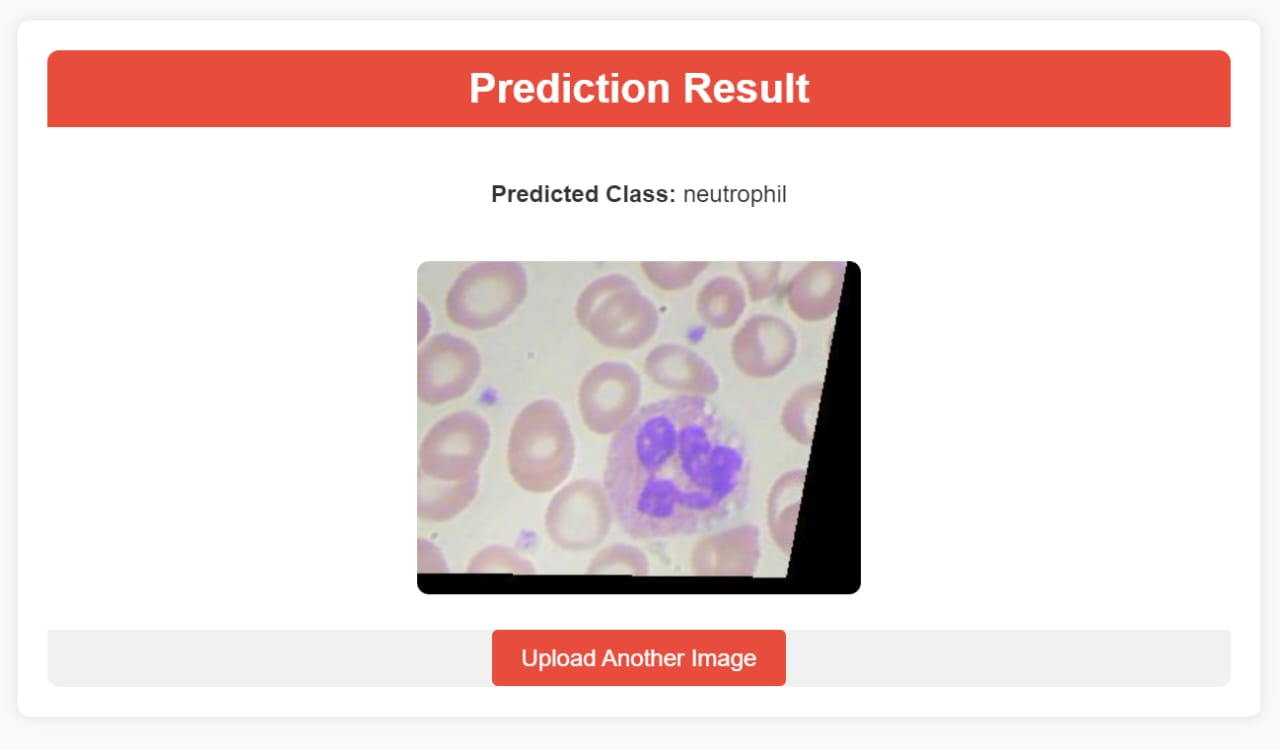 Prediction Result
Predicted Class: neutrophil
Upload Another Image